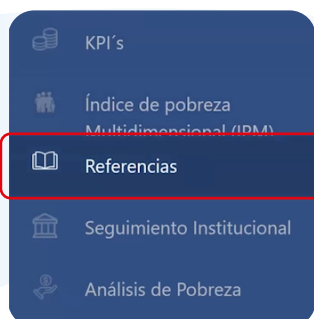 KPI´s
Índice de pobreza
Multidimensional (IPM)
Referencias
Seguimiento Institucional
Análisis de Pobreza